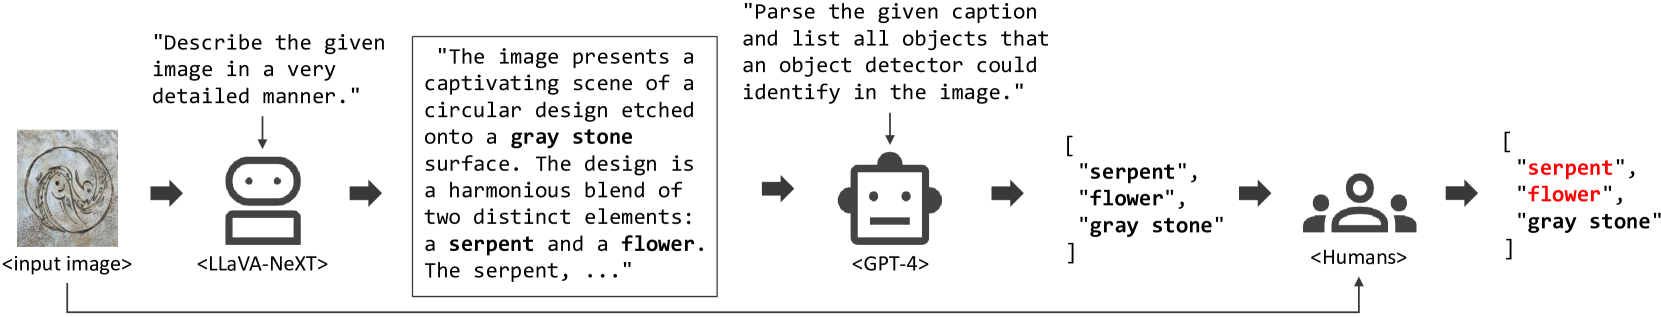 "Describe the given
image in a very
detailed manner."
<input image>
<LLaVA-NeXT>
"The image presents a
captivating scene of a
circular design etched
onto a gray stone
surface. The design is
a harmonious blend of
two distinct elements:
a serpent and a flower.
The serpent, ..."
"Parse the given caption
and list all objects that
an object detector could
identify in the image."
<GPT-4>
[
"serpent",
"flower",
"gray stone"
]
<Humans>
[
"serpent",
"flower",
"gray stone"
]